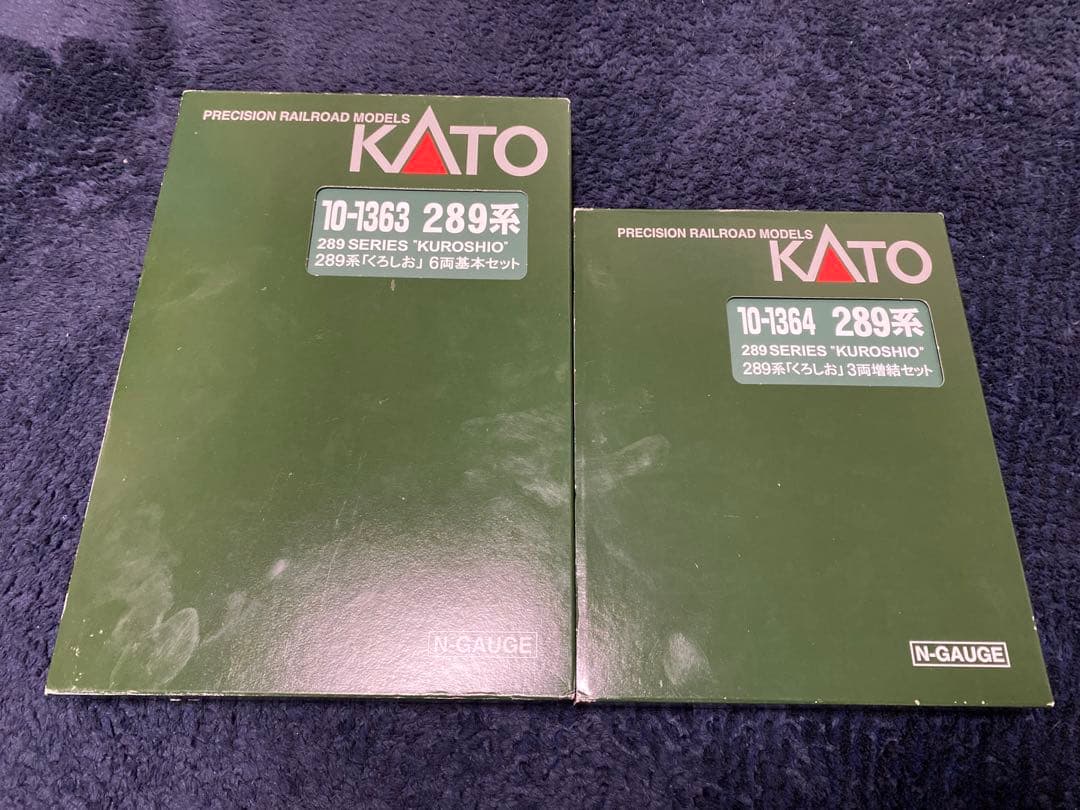 PRECISION RAILROAD MODELS
KATO
10-1363 289系
289 SERIES "KUROSHIO"
289系「くろしお」6両基本セット
N-GAUGE
PRECISION RAILROAD MODELS
KATO
10-1364 289系
289 SERIES "KUROSHIO"
289系「くろしお」3両増結セット
N-GAUGE